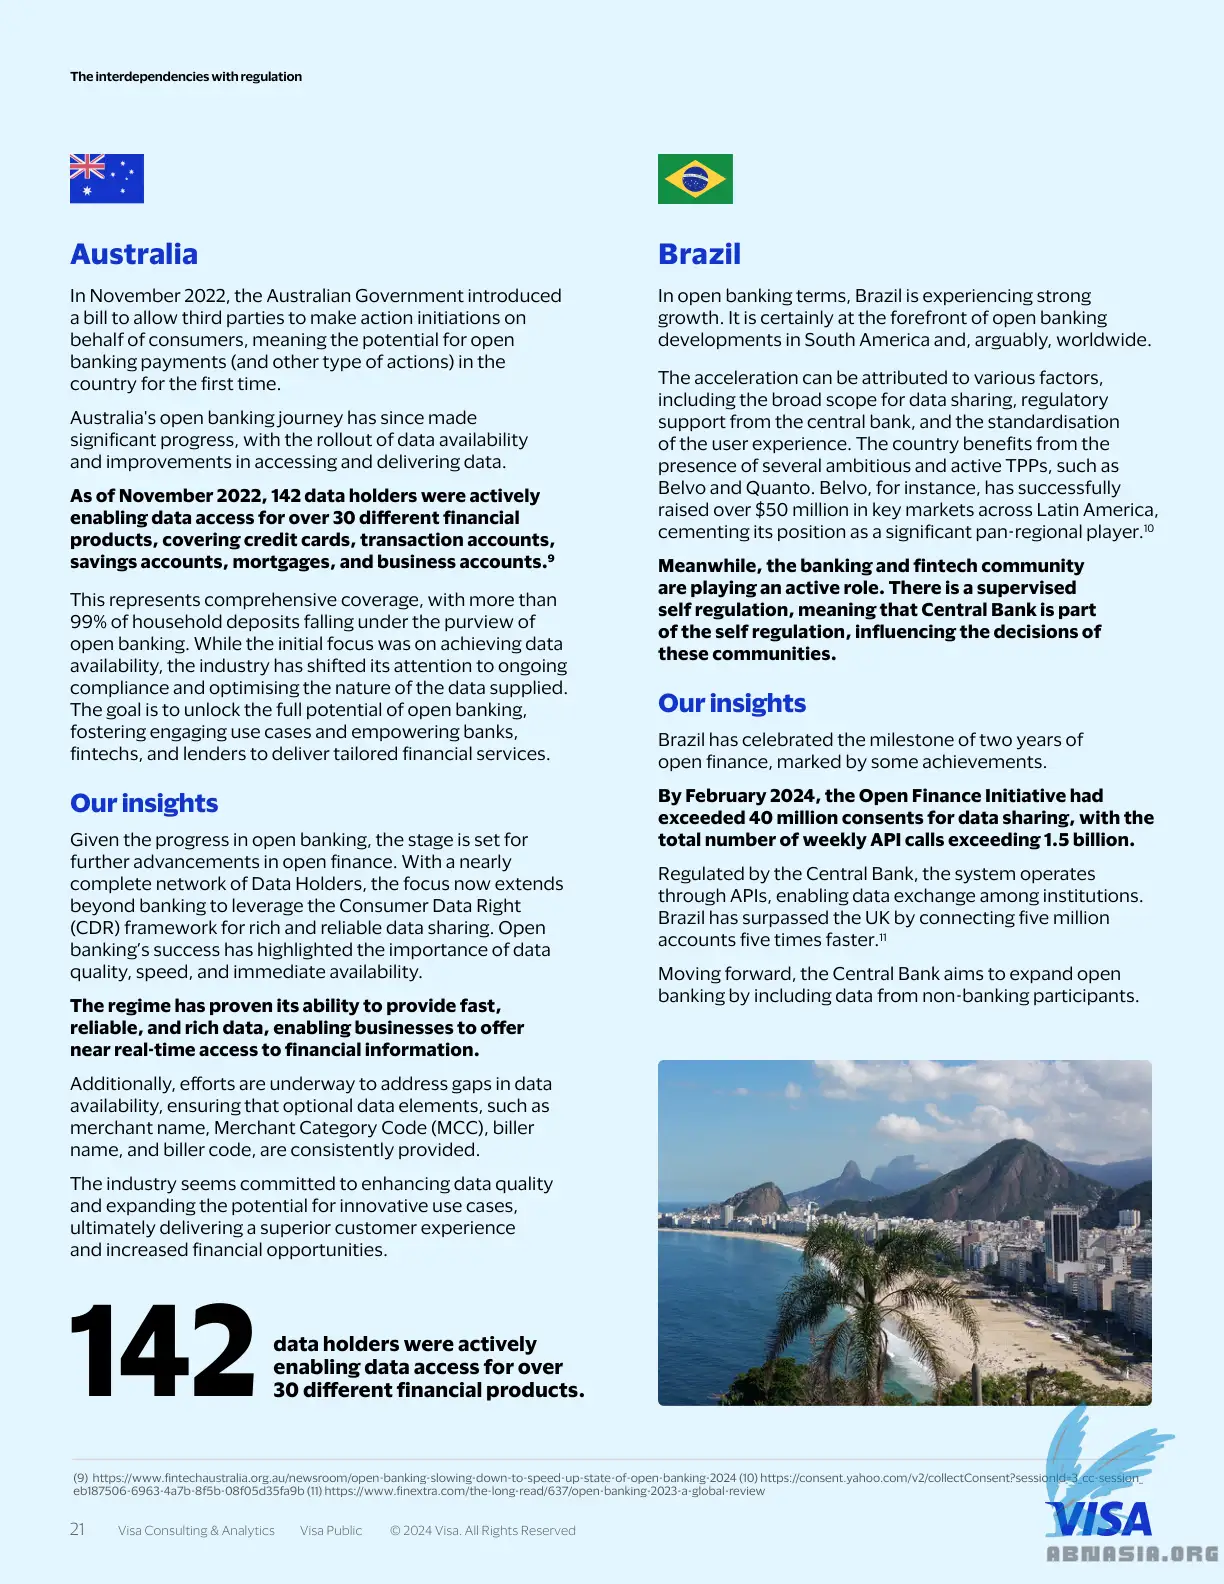 The interdependencies with regulation
Australia
In November 2022, the Australian Government introduced
a bill to allow third parties to make action initiations on
behalf of consumers, meaning the potential for open
banking payments (and other type of actions) in the
country for the first time.
Australia's open banking journey has since made
significant progress, with the rollout of data availability
and improvements in accessing and delivering data.
As of November 2022, 142 data holders were actively
enabling data access for over 30 different financial
products, covering credit cards, transaction accounts,
savings accounts, mortgages, and business accounts.⁹
This represents comprehensive coverage, with more than
99% of household deposits falling under the purview of
open banking. While the initial focus was on achieving data
availability, the industry has shifted its attention to ongoing
compliance and optimising the nature of the data supplied.
The goal is to unlock the full potential of open banking,
fostering engaging use cases and empowering banks,
fintechs, and lenders to deliver tailored financial services.
Our insights
Given the progress in open banking, the stage is set for
further advancements in open finance. With a nearly
complete network of Data Holders, the focus now extends
beyond banking to leverage the Consumer Data Right
(CDR) framework for rich and reliable data sharing. Open
banking’s success has highlighted the importance of data
quality, speed, and immediate availability.
The regime has proven its ability to provide fast,
reliable, and rich data, enabling businesses to offer
near real-time access to financial information.
Additionally, efforts are underway to address gaps in data
availability, ensuring that optional data elements, such as
merchant name, Merchant Category Code (MCC), biller
name, and biller code, are consistently provided.
The industry seems committed to enhancing data quality
and expanding the potential for innovative use cases,
ultimately delivering a superior customer experience
and increased financial opportunities.
142
data holders were actively
enabling data access for over
30 different financial products.
Brazil
In open banking terms, Brazil is experiencing strong
growth. It is certainly at the forefront of open banking
developments in South America and, arguably, worldwide.
The acceleration can be attributed to various factors,
including the broad scope for data sharing, regulatory
support from the central bank, and the standardisation
of the user experience. The country benefits from the
presence of several ambitious and active TPPs, such as
Belvo and Quanto. Belvo, for instance, has successfully
raised over $50 million in key markets across Latin America,
cementing its position as a significant pan-regional player.¹⁰
Meanwhile, the banking and fintech community
are playing an active role. There is a supervised
self regulation, meaning that Central Bank is part
of the self regulation, influencing the decisions of
these communities.
Our insights
Brazil has celebrated the milestone of two years of
open finance, marked by some achievements.
By February 2024, the Open Finance Initiative had
exceeded 40 million consents for data sharing, with the
total number of weekly API calls exceeding 1.5 billion.
Regulated by the Central Bank, the system operates
through APIs, enabling data exchange among institutions.
Brazil has surpassed the UK by connecting five million
accounts five times faster.¹¹
Moving forward, the Central Bank aims to expand open
banking by including data from non-banking participants.
(9) https://www.fintechaustralia.org.au/newsroom/open-banking-slowing-down-to-speed-up-state-of-open-banking-2024 (10) https://consent.yahoo.com/v2/collectConsent?sessionId=3_cc-session_
eb187506-6963-4a7b-8f5b-08f05d35fa9b (11) https://www.finextra.com/the-long-read/637/open-banking-2023-a-global-review
21 Visa Consulting & Analytics Visa Public © 2024 Visa. All Rights Reserved
VISA
ABNASIA.ORG